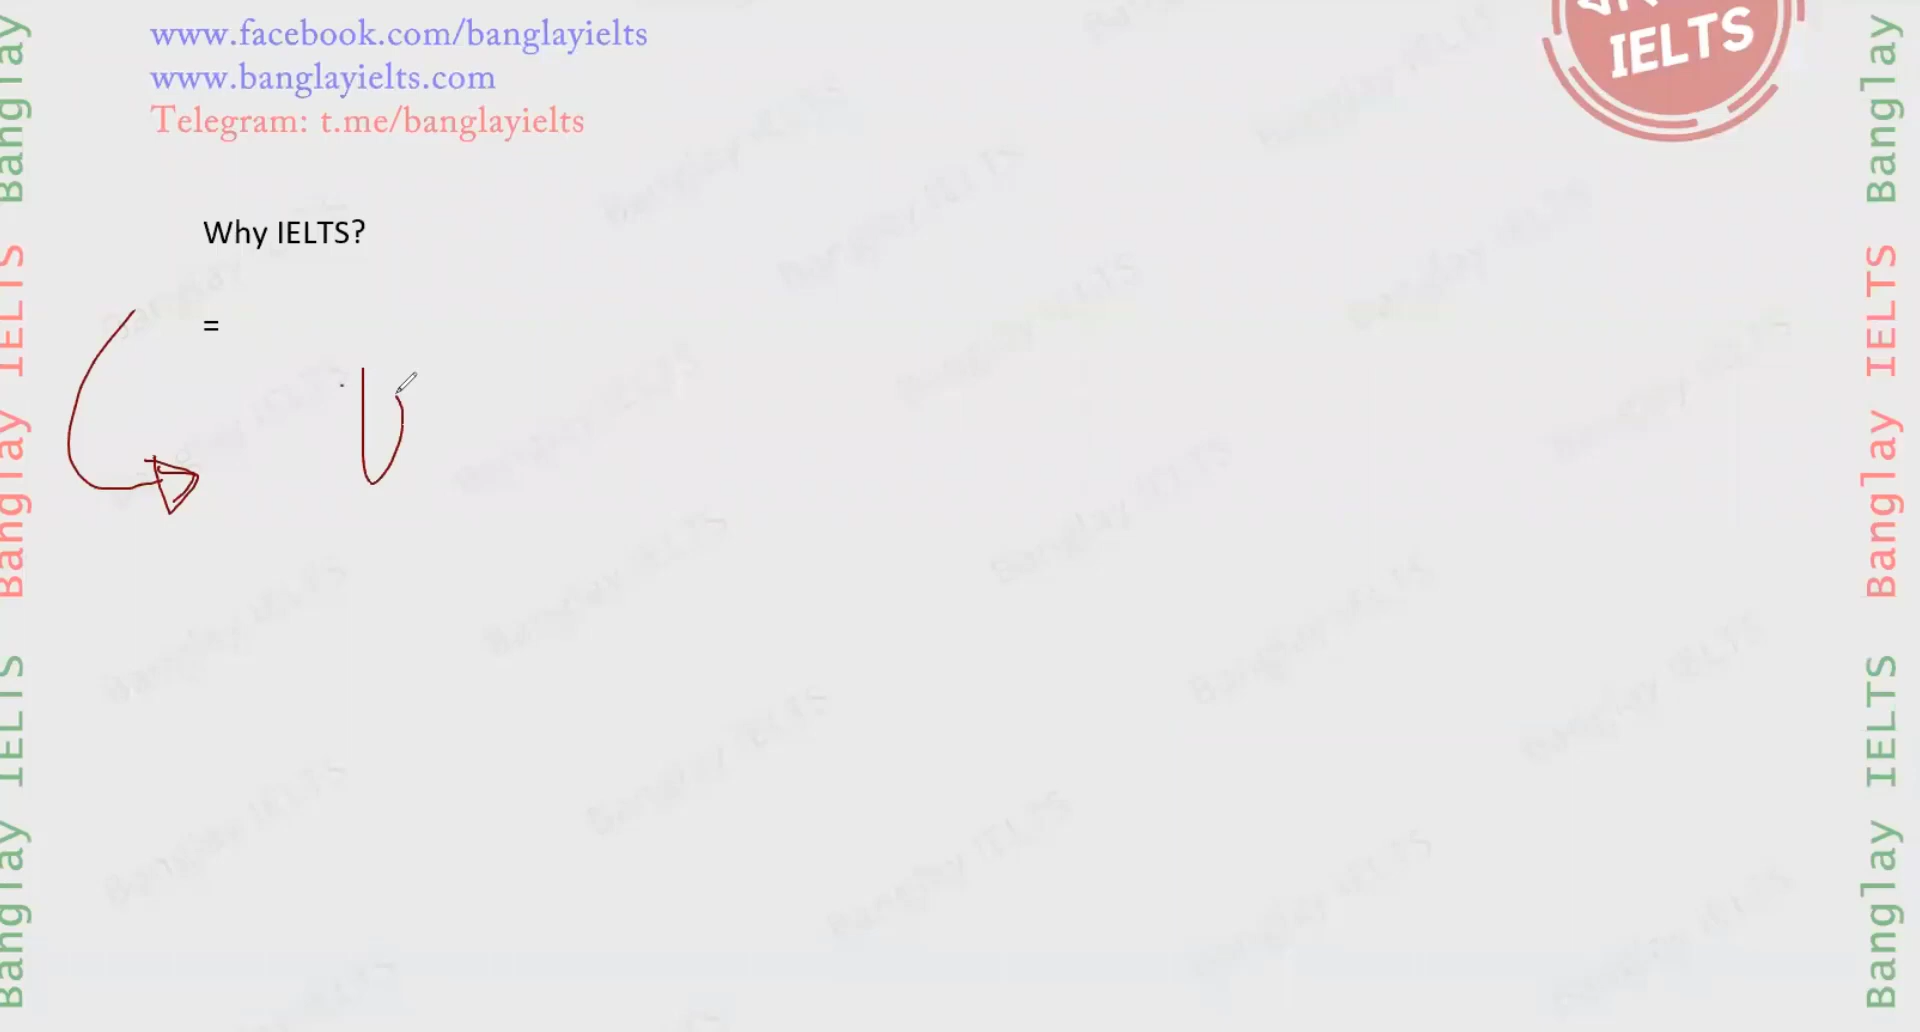 www.facebook.com/banglayielts
www.banglayielts.com
Telegram: t.me/banglayielts
IELTS
Why IELTS?
=
Banglay IELTS Banglay IELTS Banglay
Banglay IELTS Banglay IELTS Banglay